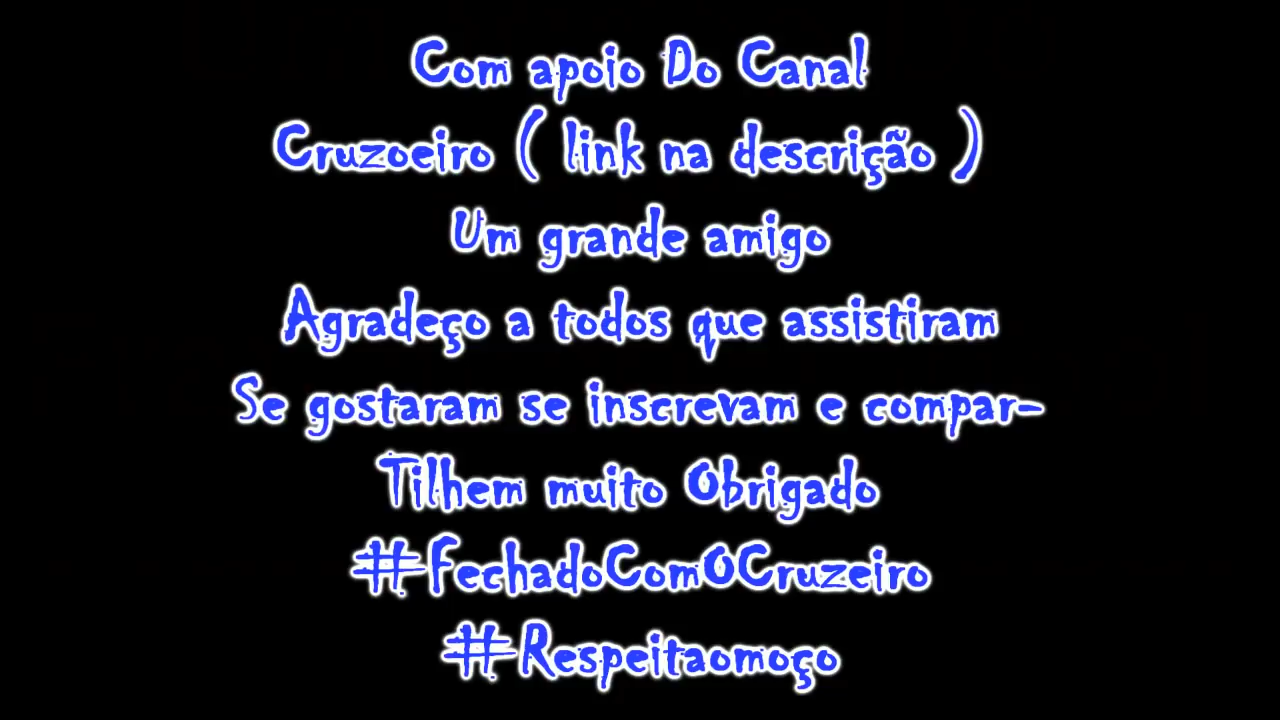 Com apoio Do Canal
Cruzoeiro ( link na descrição )
Um grande amigo
Agradeço a todos que assistiram
Se gostaram se inscrevam e compar-
Tilhem muito Obrigado
#FechadoComOCruzeiro
#Respeitaomoço